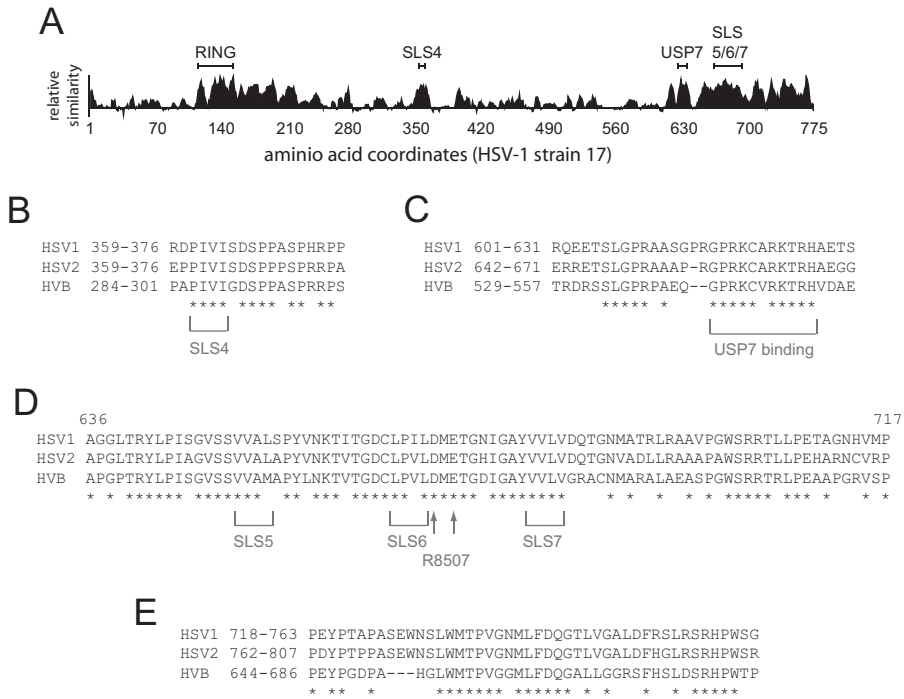 A
RING
SLS4
USP7
SLS
5/6/7
relative
similarity
1 70 140 210 280 350 420 490 560 630 700 775
aminio acid coordinates (HSV-1 strain 17)
B
HSV1 359-376 RDPIVISDSPPASPHRPP
HSV2 359-376 EPPIVISDSPPPSPRRPA
HVB 284-301 PAPIVIGDSPPASPRRPS
**** **** ** **
SLS4
C
HSV1 601-631 RQEETSLGPRAASGPRGPRKCARKTRHAETS
HSV2 642-671 ERRETSLGPRAAAP-RGPRKCARKTRHAEGG
HVB 529-557 TRDRSSLGPRPAEQ--GPRKCVRKTRHVDAE
***** * ***** *****
USP7 binding
D
636 717
HSV1 AGGLTRYLPISGVSSVVALSPYVNKTITGDCLPILDMETGNIGAYVVLVDQTGNMATRLRAAVPGWSRRTLLPETAGNHVMP
HSV2 APGLTRYLPIAGVSSVVALAPYVNKTVTGDCLPVLDMETGHIGAYVVLVDQTGNVADLLRAAAPAWSRRTLLPEHARNCVRP
HVB APGPTRYLPISGVSSVVAMAPYLNKTVTGDCLPVLDMETGDIGAYVVLVGRACNMARALEAASPGWSRRTRLPEAAPGRVSP
* * ****** ******* ** *** ****** ***** ******** * * * ** * ***** *** * * *
SLS5
SLS6
SLS7
R8507
E
HSV1 718-763 PEYPTAPASEWNSLWMTPVGNMLFDQGTLVGALDFRSLRSRHPWSG
HSV2 762-807 PDYPTPPASEWNSLWMTPVGNMLFDQGTLVGALDFHGLRSRHPWSR
HVB 644-686 PEYPGDPA---HGLWMTPVGGMLFDQGALLGGRSFHSLDSRHPWTP
* ** * ******* ****** * * * * *****